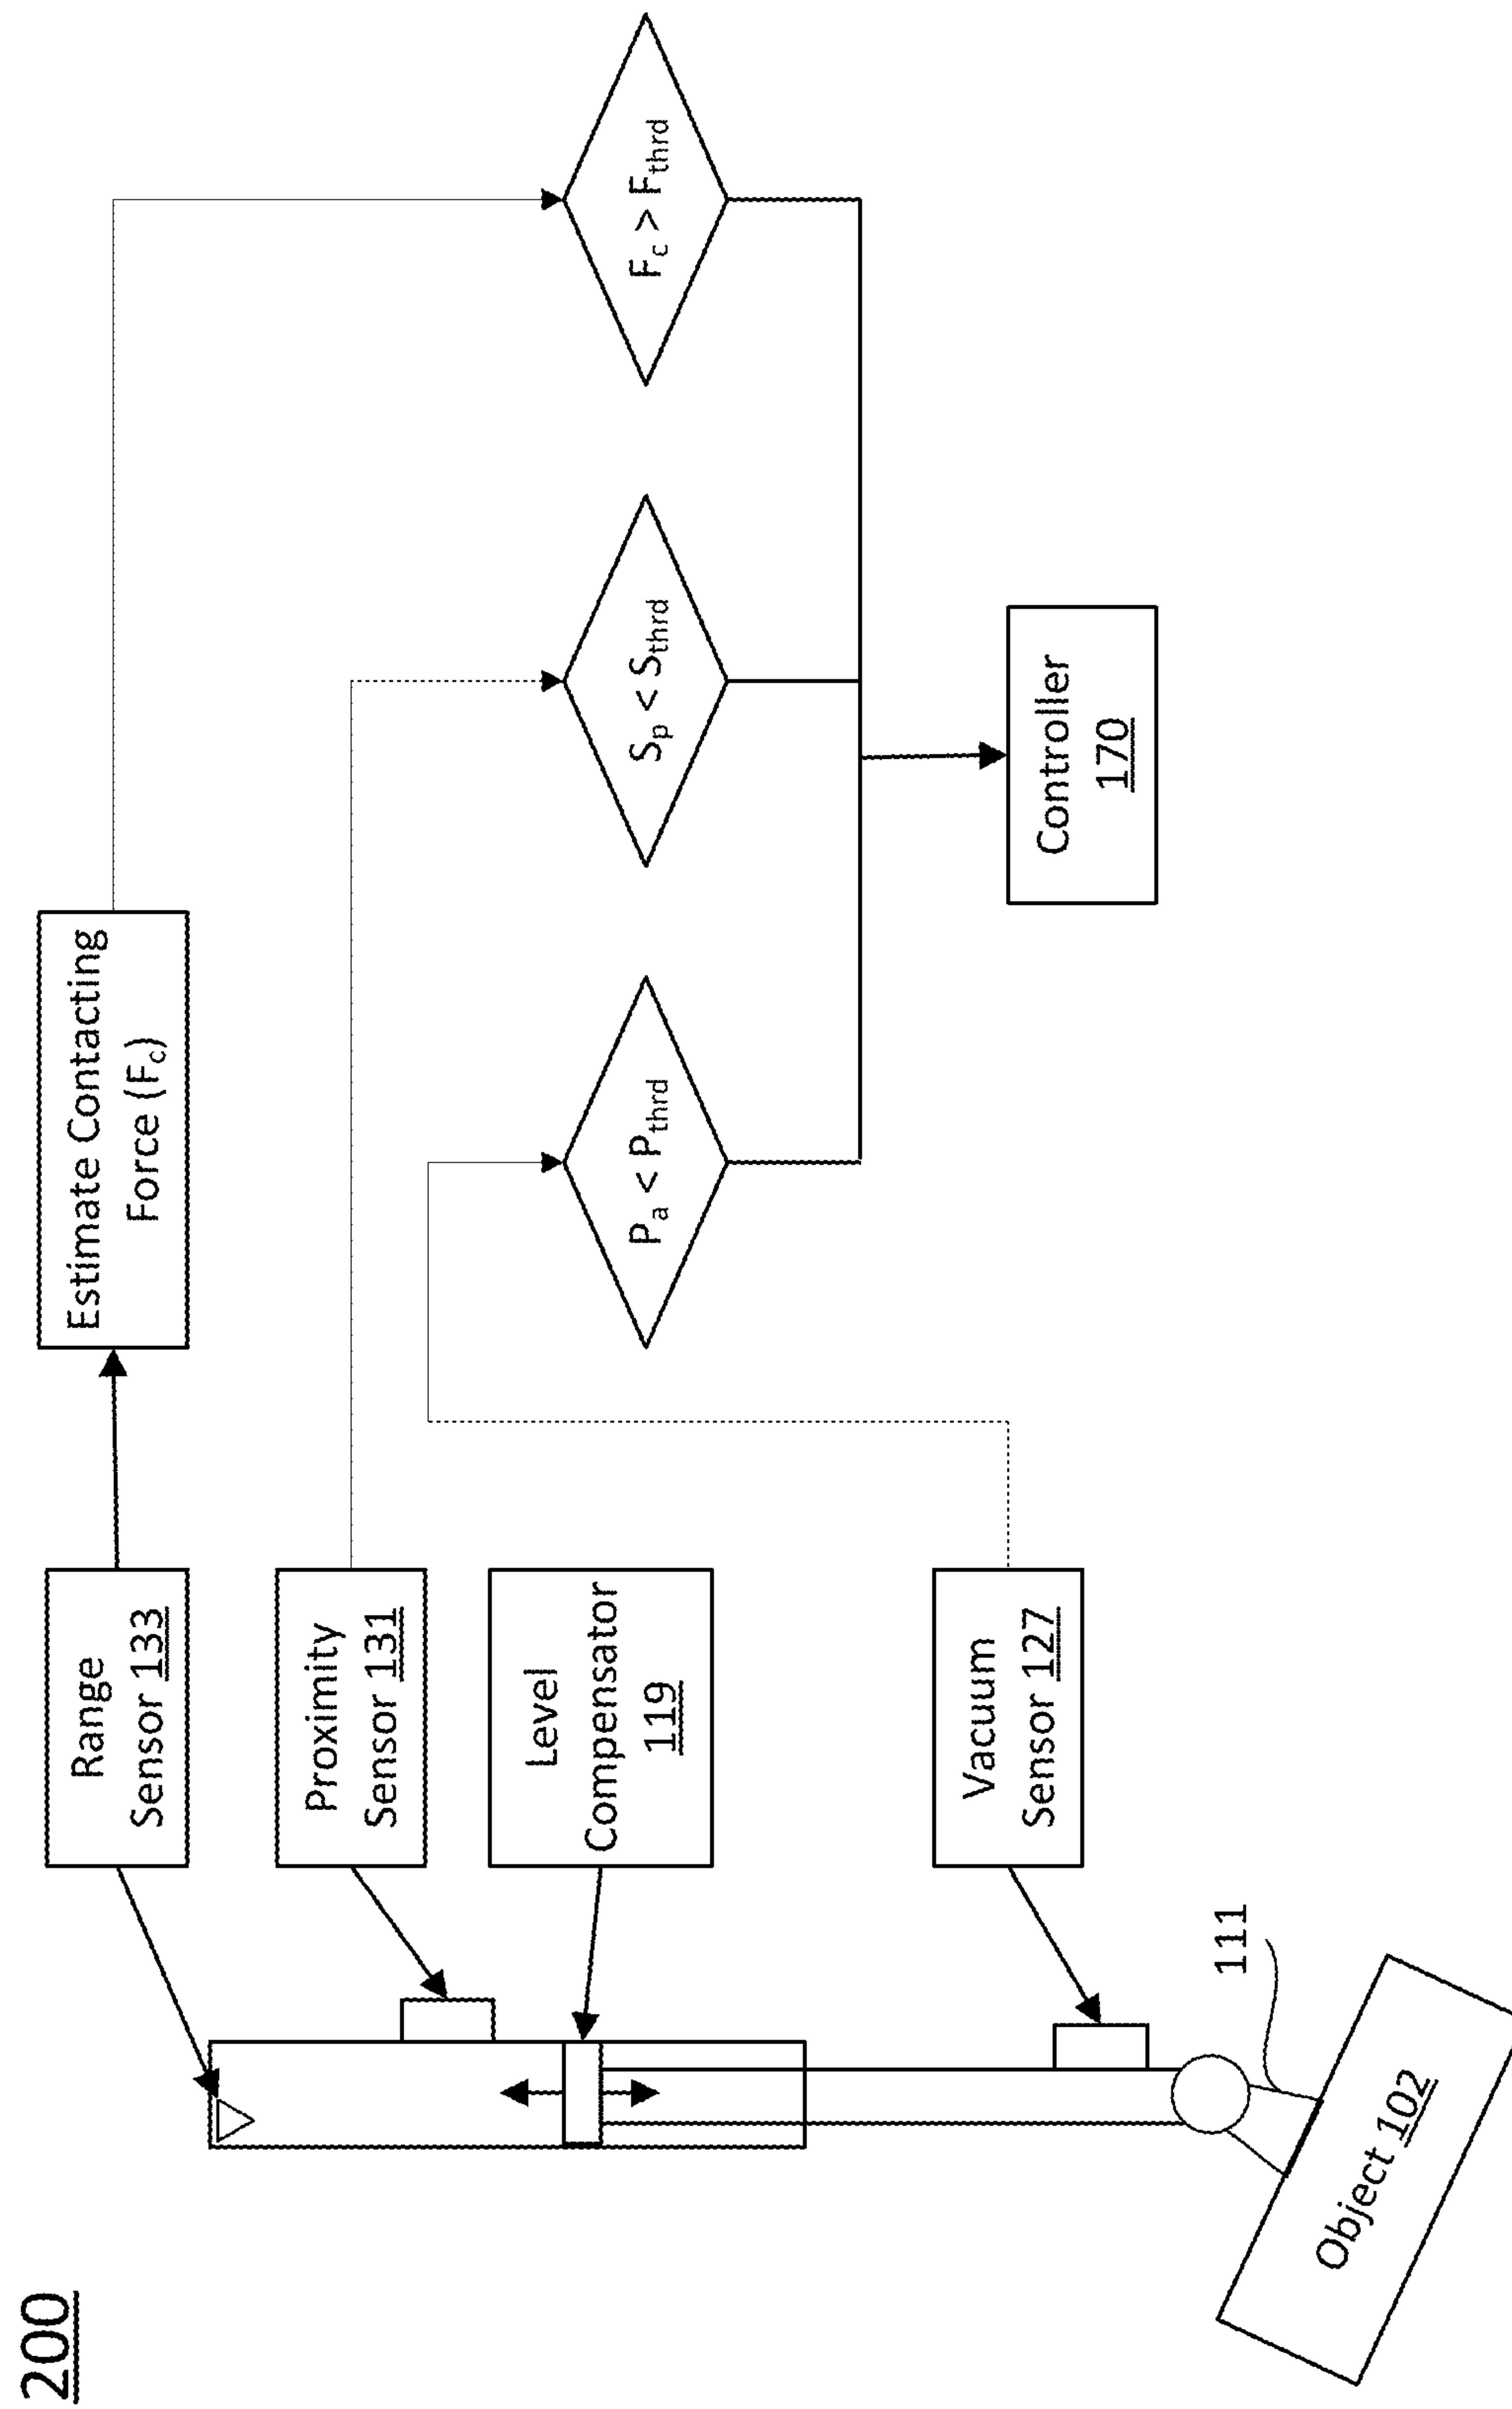 200
Range
Sensor 133
Estimate Contacting
Force (Fc)
Proximity
Sensor 131
Level
Compensator
119
Pa < Pthrd
Sp < Sthrd
Fc > Fthrd
Vacuum
Sensor 127
Controller
170
111
Object 102